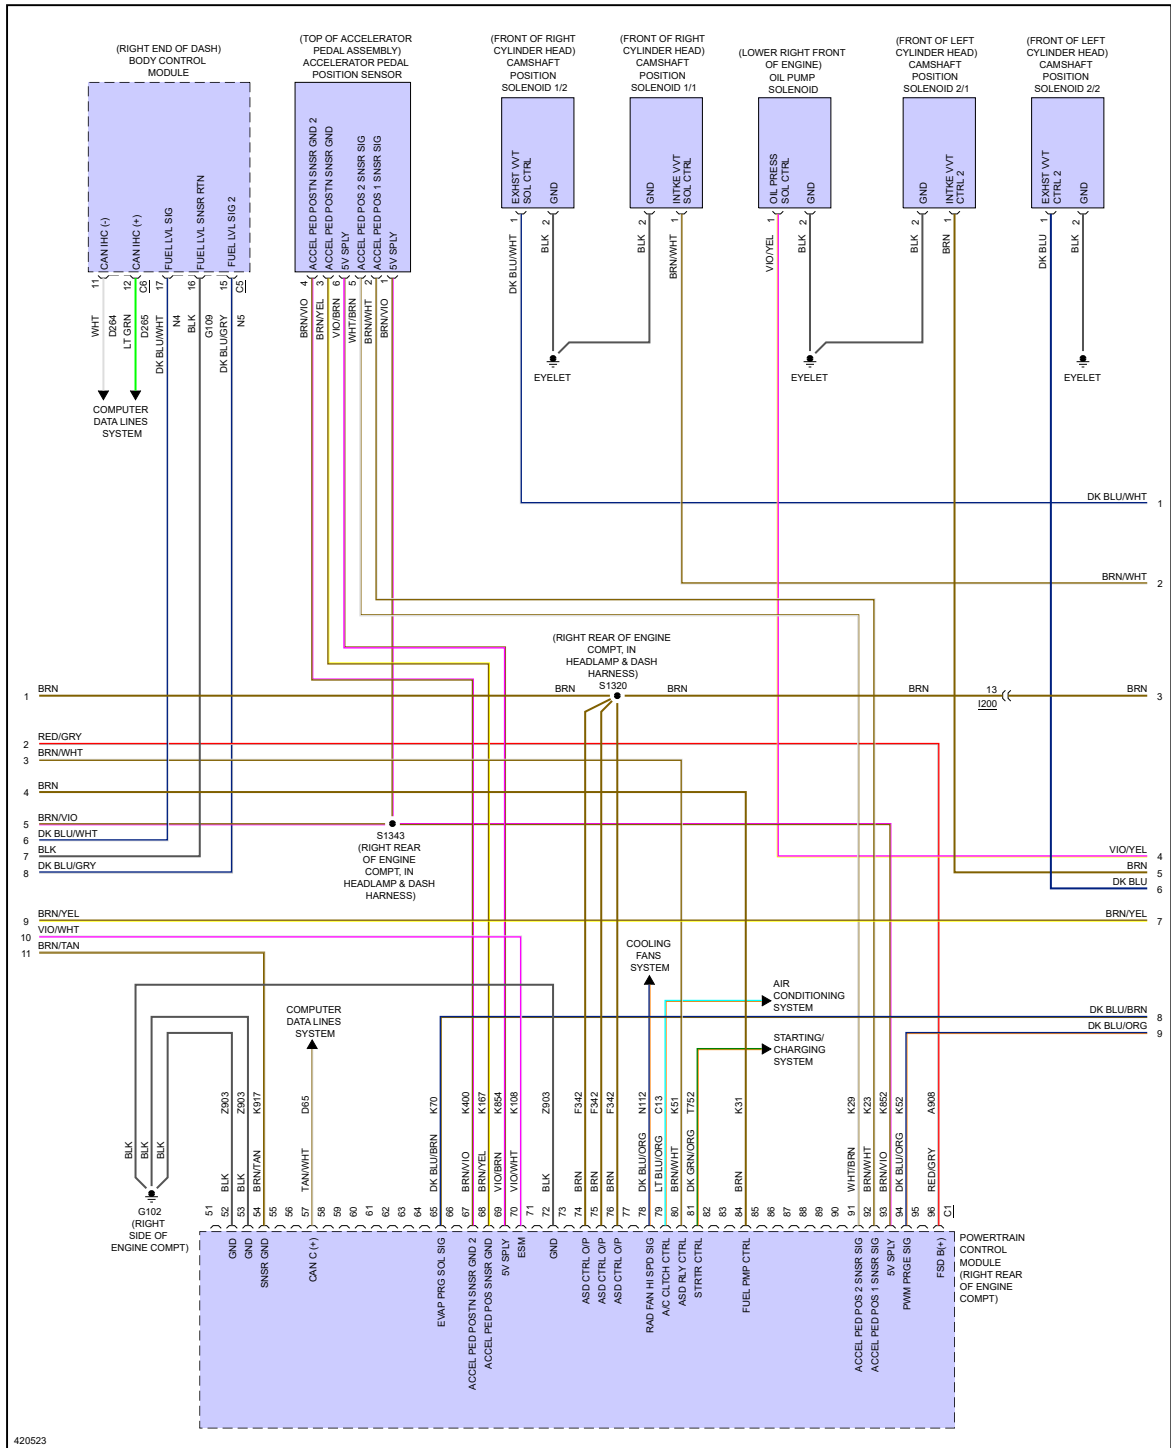 (RIGHT END OF DASH)
BODY CONTROL
MODULE
(TOP OF ACCELERATOR
PEDAL ASSEMBLY)
ACCELERATOR PEDAL
POSITION SENSOR
(FRONT OF RIGHT
CYLINDER HEAD)
CAMSHAFT
POSITION
SOLENOID 1/2
(FRONT OF RIGHT
CYLINDER HEAD)
CAMSHAFT
POSITION
SOLENOID 1/1
(LOWER RIGHT FRONT
OF ENGINE)
OIL PUMP
SOLENOID
(FRONT OF LEFT
CYLINDER HEAD)
CAMSHAFT
POSITION
SOLENOID 2/1
(FRONT OF LEFT
CYLINDER HEAD)
CAMSHAFT
POSITION
SOLENOID 2/2
CAN IHC (-)
CAN IHC (+)
FUEL LVL SIG
FUEL LVL SNSR RTN
FUEL LVL SIG 2
11
12
C6
17
16
15
C5
WHT
D264
LT GRN
D265
DK BLU/WHT
N4
BLK
G109
DK BLU/GRY
N5
COMPUTER
DATA LINES
SYSTEM
ACCEL PED POSTN SNSR GND 2
ACCEL PED POSTN SNSR GND
5V SPLY
ACCEL PED POS 2 SNSR SIG
ACCEL PED POS 1 SNSR SIG
5V SPLY
4
3
6
5
2
1
BRN/VIO
BRN/YEL
VIO/BRN
WHT/BRN
BRN/WHT
BRN/VIO
EXHST VVT
SOL CTRL
GND
1
2
DK BLU/WHT
BLK
EYELET
GND
INTKE VVT
SOL CTRL
2
1
BLK
BRN/WHT
OIL PRESS
SOL CTRL
GND
1
2
VIO/YEL
BLK
EYELET
GND
INTKE VVT
CTRL 2
2
1
BLK
BRN
EXHST VVT
CTRL 2
GND
1
2
DK BLU
BLK
EYELET
DK BLU/WHT
1
BRN/WHT
2
(RIGHT REAR OF ENGINE
COMPT, IN
HEADLAMP & DASH
HARNESS)
S1320
1
BRN
BRN
BRN
BRN
13
I200
BRN
3
2
RED/GRY
3
BRN/WHT
4
BRN
5
BRN/VIO
6
DK BLU/WHT
7
BLK
8
DK BLU/GRY
S1343
(RIGHT REAR
OF ENGINE
COMPT, IN
HEADLAMP & DASH
HARNESS)
VIO/YEL
4
BRN
5
DK BLU
6
9
BRN/YEL
BRN/YEL
7
10
VIO/WHT
11
BRN/TAN
COOLING
FANS
SYSTEM
AIR
CONDITIONING
SYSTEM
COMPUTER
DATA LINES
SYSTEM
STARTING/
CHARGING
SYSTEM
DK BLU/BRN
8
DK BLU/ORG
9
Z903
Z903
K917
D65
K70
K400
K167
K854
K108
Z903
F342
F342
F342
N112
C13
K51
T752
K31
K29
K23
K852
K52
A908
BLK
BLK
BLK
BLK
BLK
BRN/TAN
TAN/WHT
DK BLU/BRN
BRN/VIO
BRN/YEL
VIO/BRN
VIO/WHT
BLK
BRN
BRN
BRN
DK BLU/ORG
LT BLU/ORG
BRN/WHT
DK GRN/ORG
BRN
WHT/BRN
BRN/WHT
BRN/VIO
DK BLU/ORG
RED/GRY
G102
(RIGHT
SIDE OF
ENGINE COMPT)
51
52
53
54
55
56
57
58
59
60
61
62
63
64
65
66
67
68
69
70
71
72
73
74
75
76
77
78
79
80
81
82
83
84
85
86
87
88
89
90
91
92
93
94
95
96
C1
GND
GND
SNSR GND
CAN C (+)
EVAP PRG SOL SIG
ACCEL PED POSTN SNSR GND 2
ACCEL PED POS SNSR GND
5V SPLY
ESM
GND
ASD CTRL O/P
ASD CTRL O/P
ASD CTRL O/P
RAD FAN HI SPD SIG
A/C CLTCH CTRL
ASD RLY CTRL
STRTR CTRL
FUEL PMP CTRL
ACCEL PED POS 2 SNSR SIG
ACCEL PED POS 1 SNSR SIG
5V SPLY
PWM PRGE SIG
FSD B(+)
POWERTRAIN
CONTROL
MODULE
(RIGHT REAR
OF ENGINE
COMPT)
420523